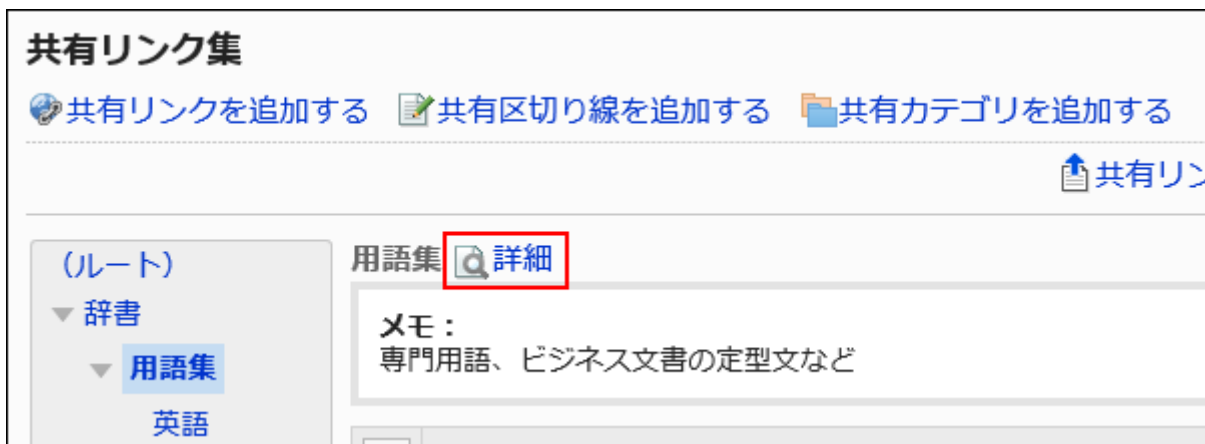 共有リンク集
共有リンクを追加する 共有区切り線を追加する 共有カテゴリを追加する
共有リン
(ルート)
辞書
用語集
英語
用語集 詳細
メモ：
専門用語、ビジネス文書の定型文など